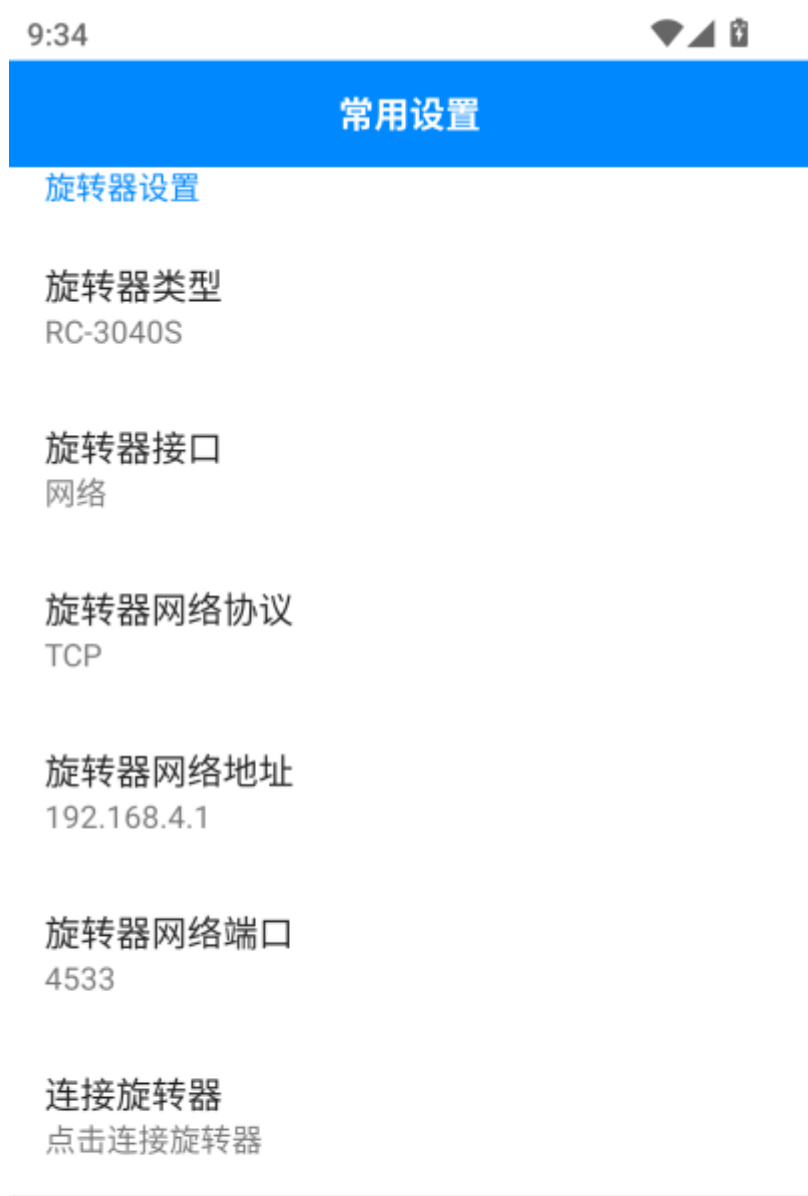 9:34
常用设置
旋转器设置
旋转器类型
RC-3040S
旋转器接口
网络
旋转器网络协议
TCP
旋转器网络地址
192.168.4.1
旋转器网络端口
4533
连接旋转器
点击连接旋转器